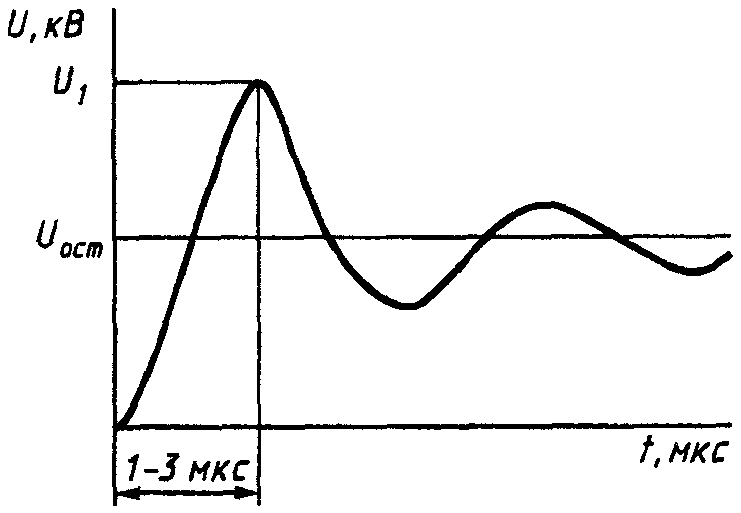 U, кВ
U₁
Uост
t, мкс
1–3 мкс